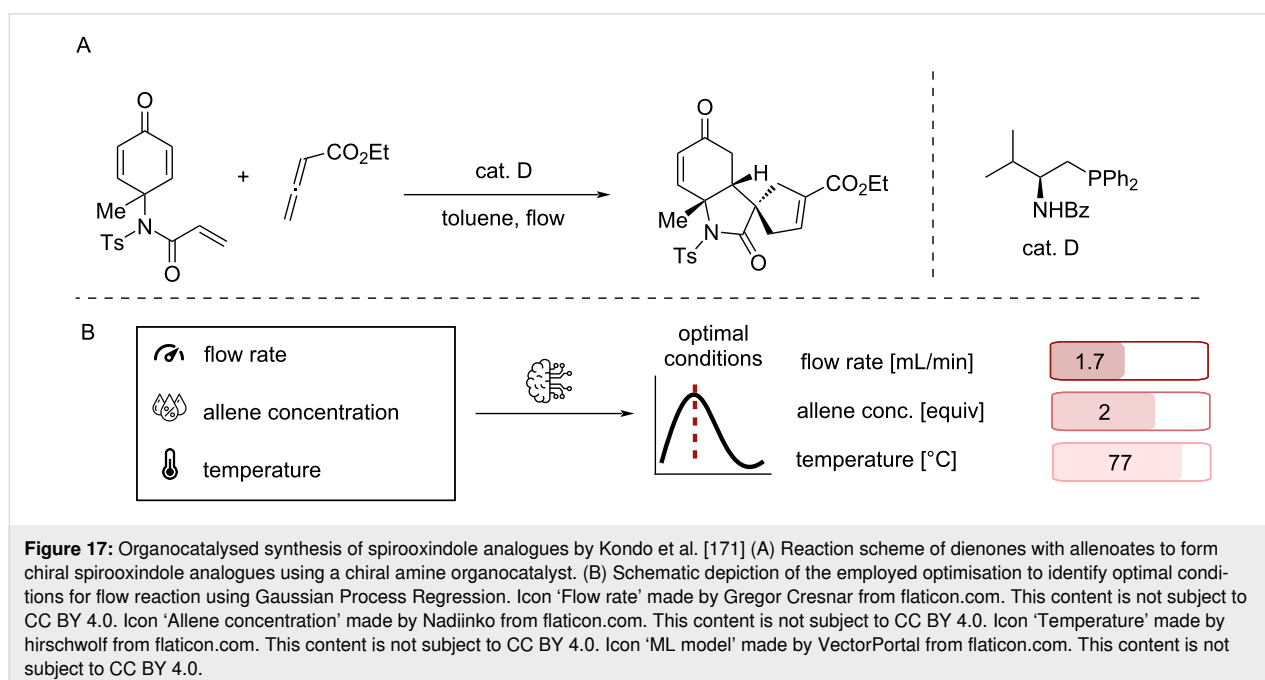 A
O
Me
N
Ts
O
+
CO2Et
cat. D
toluene, flow
O
H
CO2Et
Me
N
Ts
O
PPh2
NHBz
cat. D
B
flow rate
allene concentration
temperature
optimal
conditions
flow rate [mL/min]
1.7
allene conc. [equiv]
2
temperature [°C]
77
Figure 17: Organocatalysed synthesis of spirooxindole analogues by Kondo et al. [171] (A) Reaction scheme of dienones with allenoates to form
chiral spirooxindole analogues using a chiral amine organocatalyst. (B) Schematic depiction of the employed optimisation to identify optimal condi-
tions for flow reaction using Gaussian Process Regression. Icon ‘Flow rate’ made by Gregor Cresnar from flaticon.com. This content is not subject to
CC BY 4.0. Icon ‘Allene concentration’ made by Nadiinko from flaticon.com. This content is not subject to CC BY 4.0. Icon ‘Temperature’ made by
hirschwolf from flaticon.com. This content is not subject to CC BY 4.0. Icon ‘ML model’ made by VectorPortal from flaticon.com. This content is not
subject to CC BY 4.0.